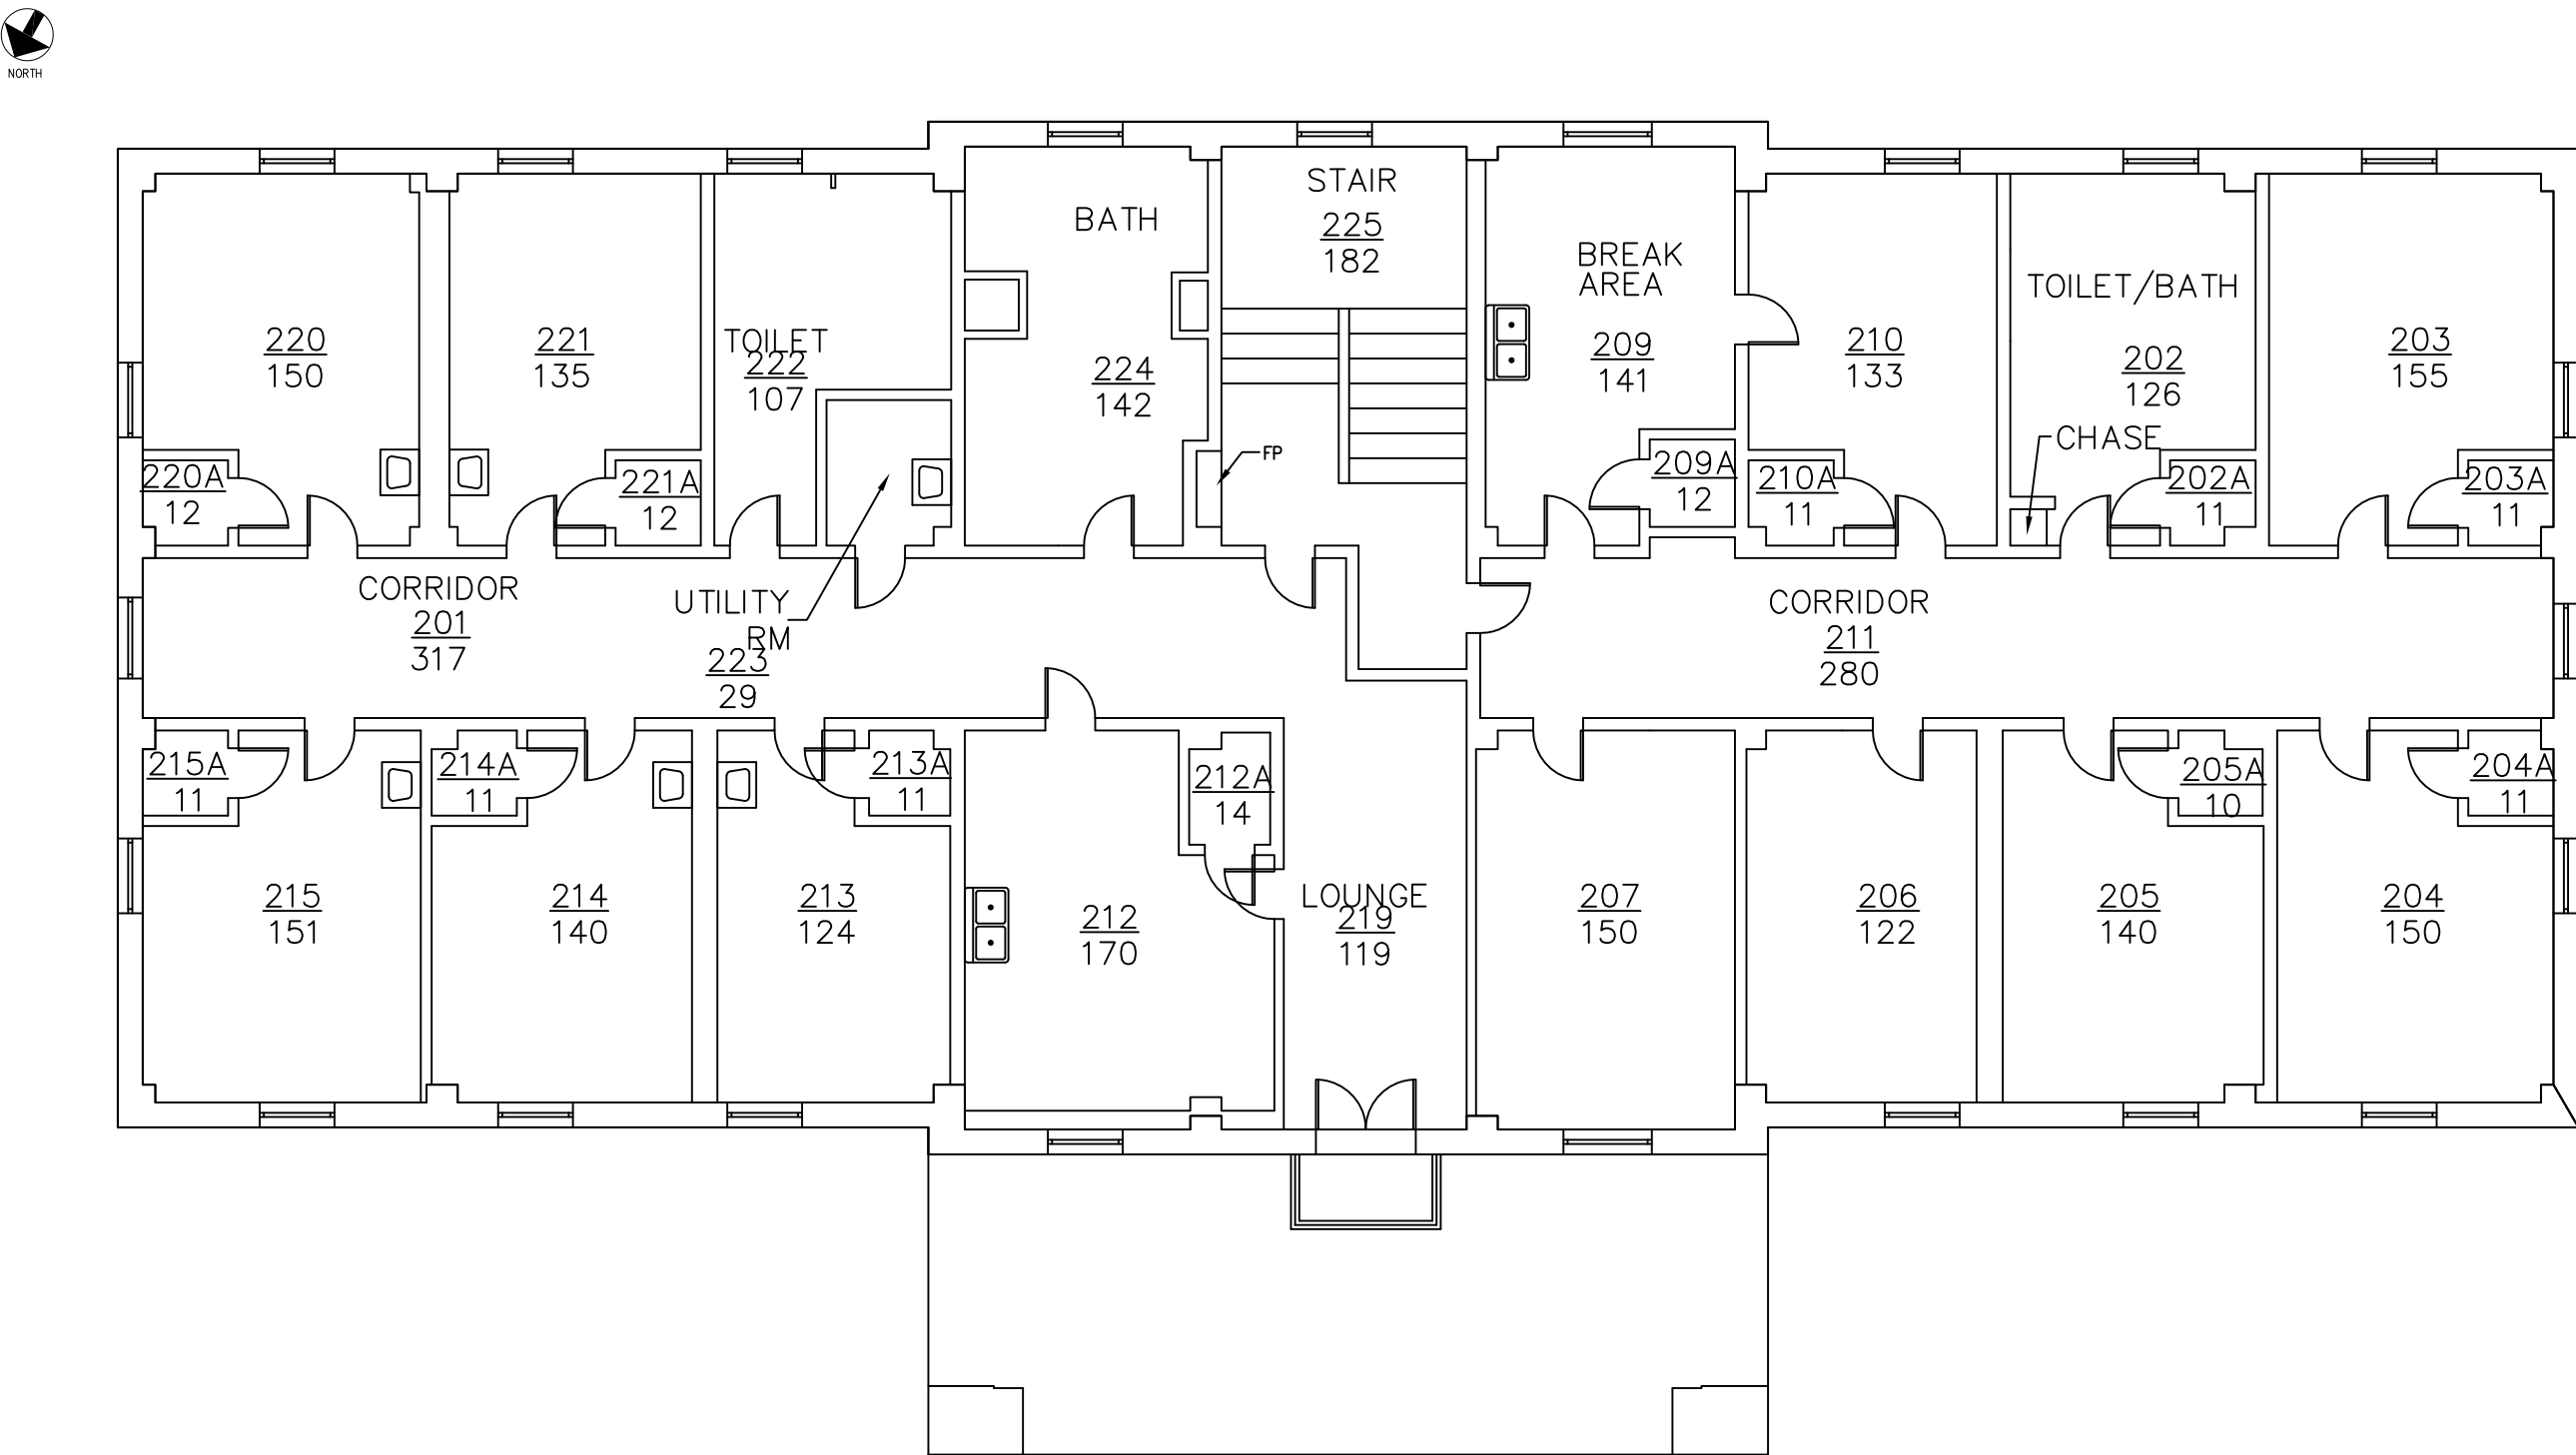 NORTH
STAIR
225
182
BATH
224
142
BREAK
AREA
209
141
TOILET/BATH
202
126
220
150
221
135
TOILET
222
107
210
133
203
155
CHASE
FP
220A
12
221A
12
209A
12
210A
11
202A
11
203A
11
CORRIDOR
201
317
UTILITY
RM
223
29
CORRIDOR
211
280
215A
11
214A
11
213A
11
212A
14
205A
10
204A
11
215
151
214
140
213
124
212
170
LOUNGE
219
119
207
150
206
122
205
140
204
150